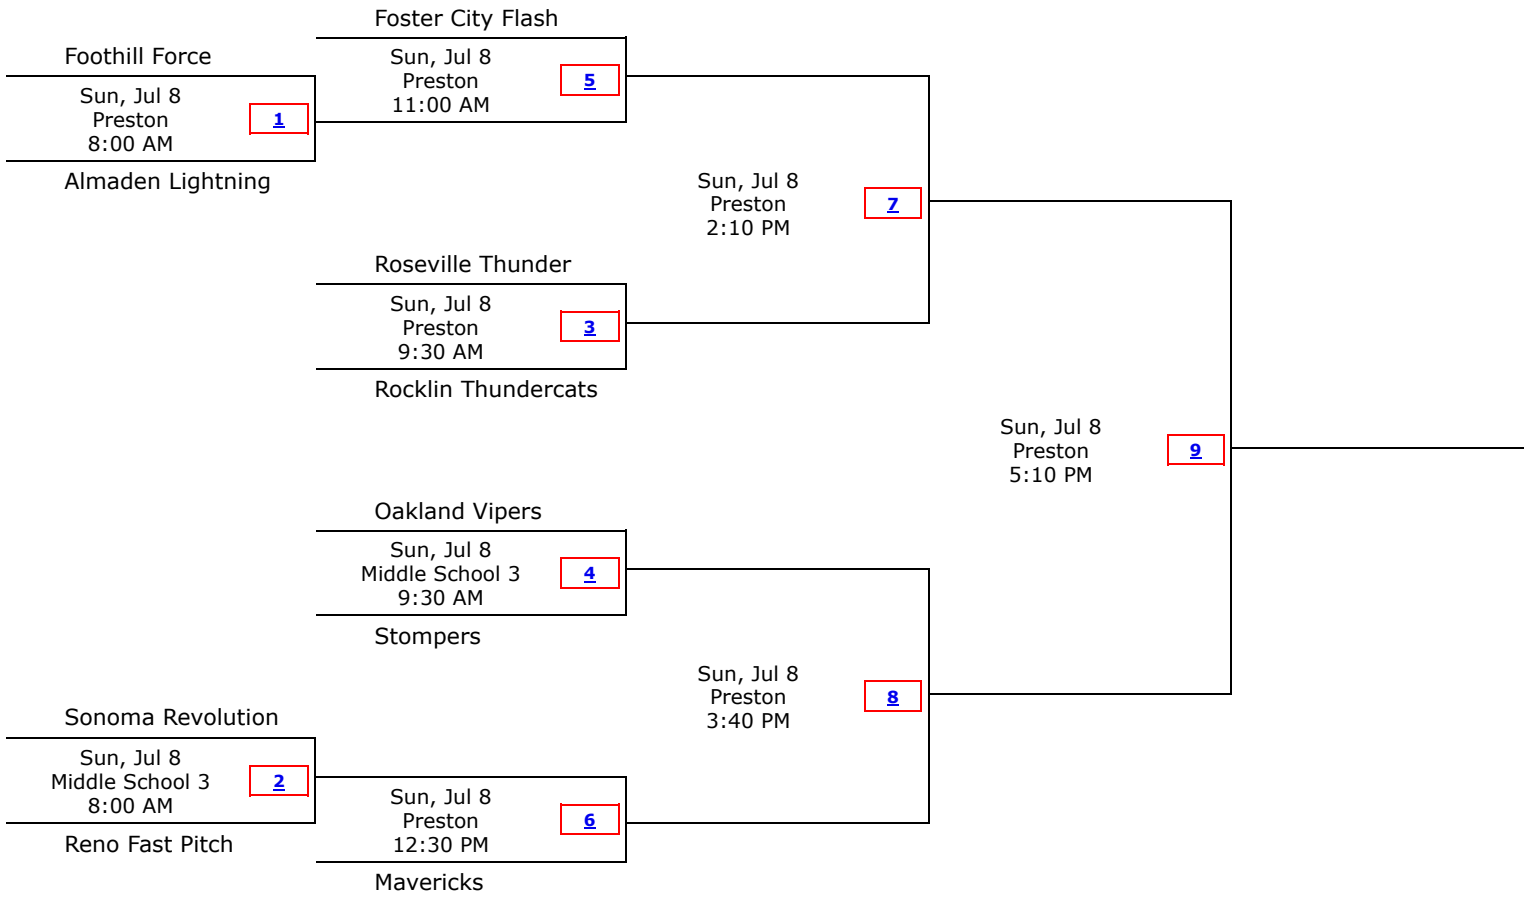 Foster City Flash
Foothill Force
Sun, Jul 8
Preston
11:00 AM
5
Sun, Jul 8
Preston
8:00 AM
1
Almaden Lightning
Sun, Jul 8
Preston
2:10 PM
7
Roseville Thunder
Sun, Jul 8
Preston
9:30 AM
3
Rocklin Thundercats
Sun, Jul 8
Preston
5:10 PM
9
Oakland Vipers
Sun, Jul 8
Middle School 3
9:30 AM
4
Stompers
Sun, Jul 8
Preston
3:40 PM
8
Sonoma Revolution
Sun, Jul 8
Middle School 3
8:00 AM
2
Reno Fast Pitch
Sun, Jul 8
Preston
12:30 PM
6
Mavericks